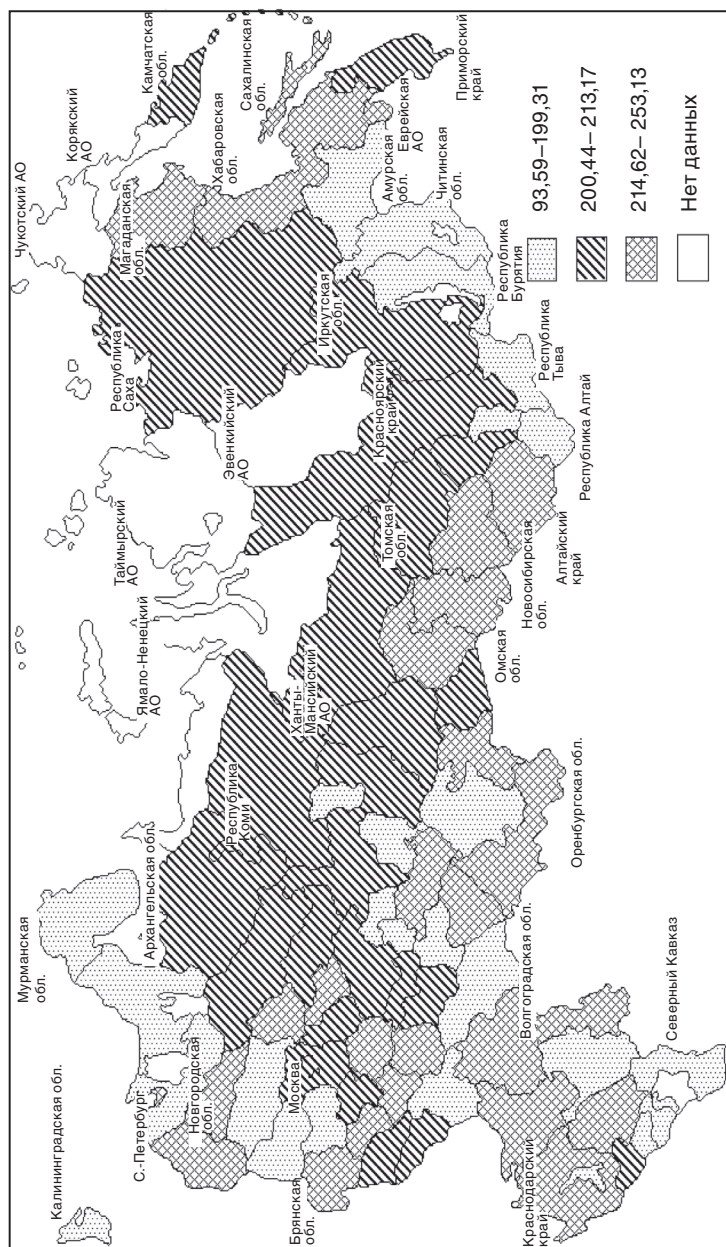 Калининградская обл.
Мурманская
обл.
С.-Петербург
Новгородская
обл.
Москва
Брянская
обл.
Архангельская обл.
Республика
Коми
Ямало-Ненецкий
АО
Ханты-
Мансийский
АО
Таймырский
АО
Эвенкийский
АО
Республика
Саха
Чукотский АО
Корякский
АО
Камчатская
обл.
Магаданская
обл.
Хабаровская
обл.
Сахалинская
обл.
Красноярский
край
Иркутская
обл.
Томская
обл.
Амурская
обл.
Еврейская
АО
Приморский
край
Читинская
обл.
Республика
Бурятия
Республика
Тыва
Республика Алтай
Алтайский
край
Новосибирская
обл.
Омская
обл.
Оренбургская обл.
Волгоградская обл.
Краснодарский
край
Северный Кавказ
93,59–199,31
200,44– 213,17
214,62– 253,13
Нет данных